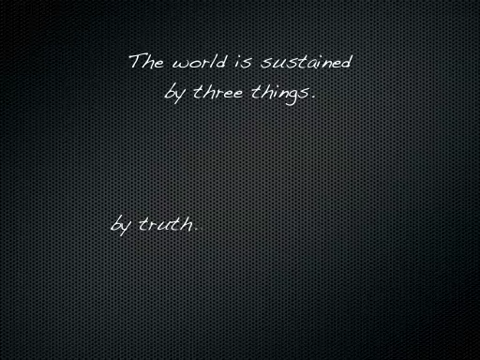 The world is sustained
by three things.
by truth.